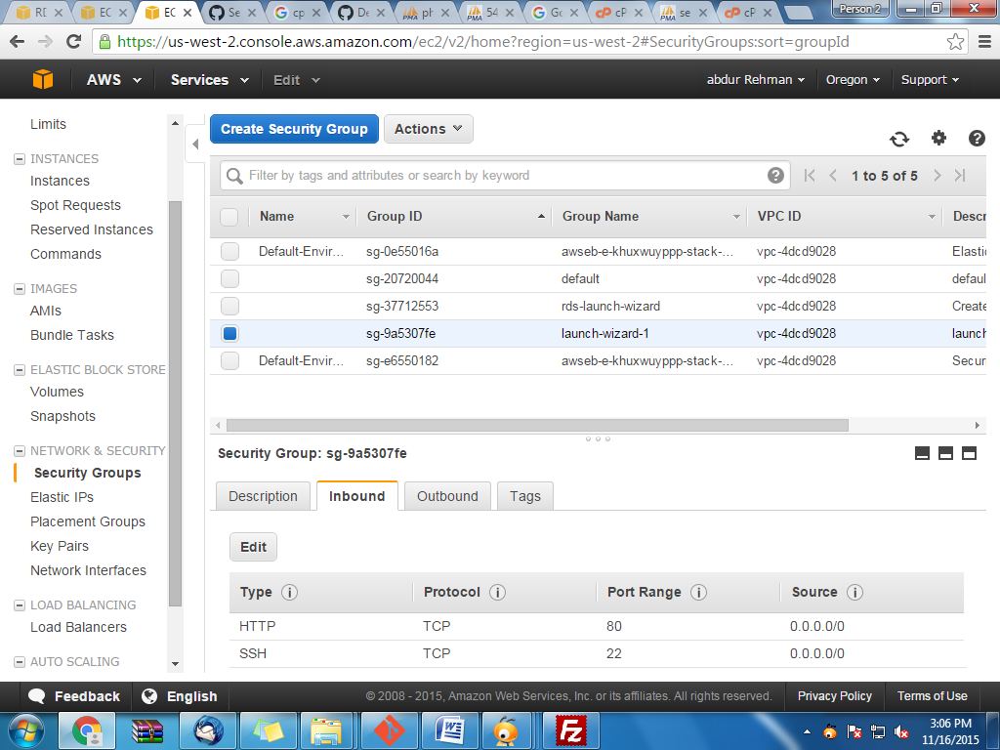 RD
EC
EC
Se
cp
De
ph
54
Go
cP
se
cP
Person 2
https://us-west-2.console.aws.amazon.com/ec2/v2/home?region=us-west-2#SecurityGroups:sort=groupId
AWS Services Edit abdur Rehman Oregon Support
Limits
INSTANCES
Instances
Spot Requests
Reserved Instances
Commands
IMAGES
AMIs
Bundle Tasks
ELASTIC BLOCK STORE
Volumes
Snapshots
NETWORK & SECURITY
Security Groups
Elastic IPs
Placement Groups
Key Pairs
Network Interfaces
LOAD BALANCING
Load Balancers
AUTO SCALING
Create Security Group Actions
Filter by tags and attributes or search by keyword 1 to 5 of 5
Name Group ID Group Name VPC ID Descr
Default-Envir... sg-0e55016a awseb-e-khuxwuyppp-stack-... vpc-4dcd9028 Elasti
sg-20720044 default vpc-4dcd9028 defaul
sg-37712553 rds-launch-wizard vpc-4dcd9028 Create
sg-9a5307fe launch-wizard-1 vpc-4dcd9028 launch
Default-Envir... sg-e6550182 awseb-e-khuxwuyppp-stack-... vpc-4dcd9028 Secur
Security Group: sg-9a5307fe
Description Inbound Outbound Tags
Edit
Type Protocol Port Range Source
HTTP TCP 80 0.0.0.0/0
SSH TCP 22 0.0.0.0/0
Feedback English © 2008 - 2015, Amazon Web Services, Inc. or its affiliates. All rights reserved. Privacy Policy Terms of Use
3:06 PM
11/16/2015